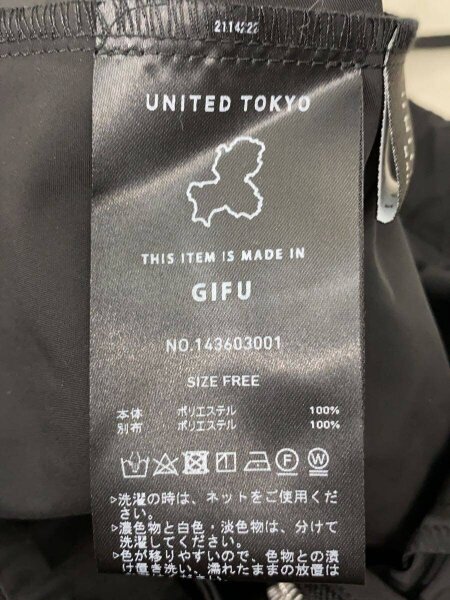 2114222
UNITED TOKYO
THIS ITEM IS MADE IN
GIFU
NO.143603001
SIZE FREE
本体 ポリエステル 100%
別布 ポリエステル 100%
F W
▷洗濯の時は、ネットをご使用くだ
さい。
▷濃色物と白色・淡色物は、分けて
洗濯してください。
▷色が移りやすいので、色物との漬
け置き洗い、濡れたままの放置は